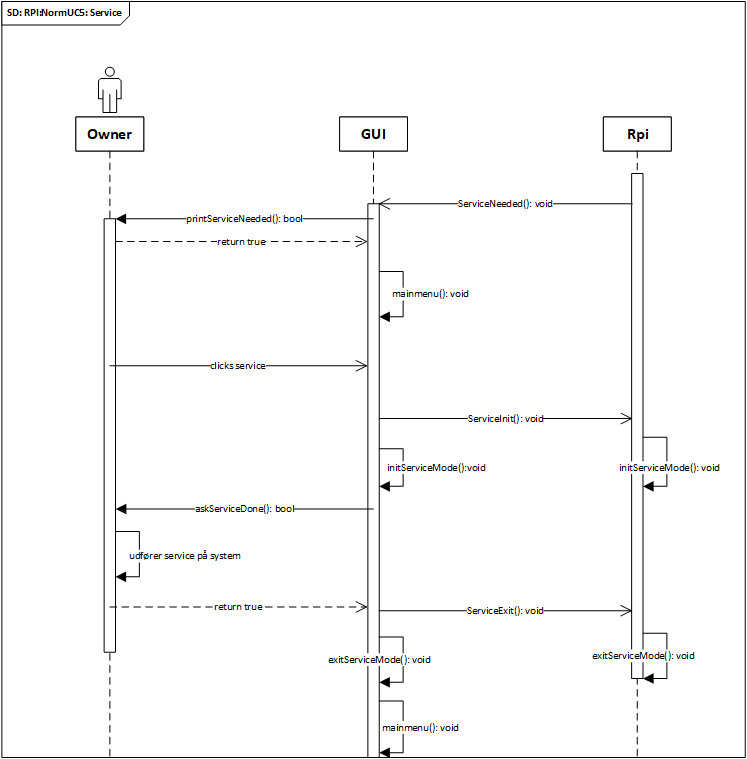 SD: RPI:NormUC5: Service
Owner
GUI
Rpi
ServiceNeeded(): void
printServiceNeeded(): bool
return true
mainmenu(): void
clicks service
ServiceInit(): void
initServiceMode():void
initServiceMode(): void
askServiceDone(): bool
udfører service på system
return true
ServiceExit(): void
exitServiceMode(): void
exitServiceMode(): void
mainmenu(): void